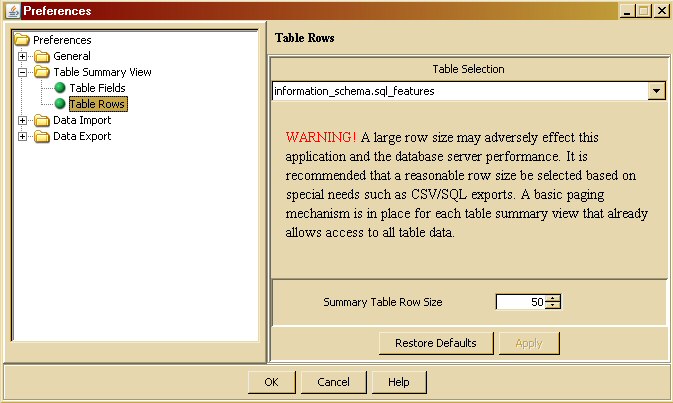 Preferences
Preferences
General
Table Summary View
Table Fields
Table Rows
Data Import
Data Export
Table Rows
Table Selection
information_schema.sql_features
WARNING! A large row size may adversely effect this
application and the database server performance. It is
recommended that a reasonable row size be selected based on
special needs such as CSV/SQL exports. A basic paging
mechanism is in place for each table summary view that already
allows access to all table data.
Summary Table Row Size 50
Restore Defaults Apply
OK Cancel Help